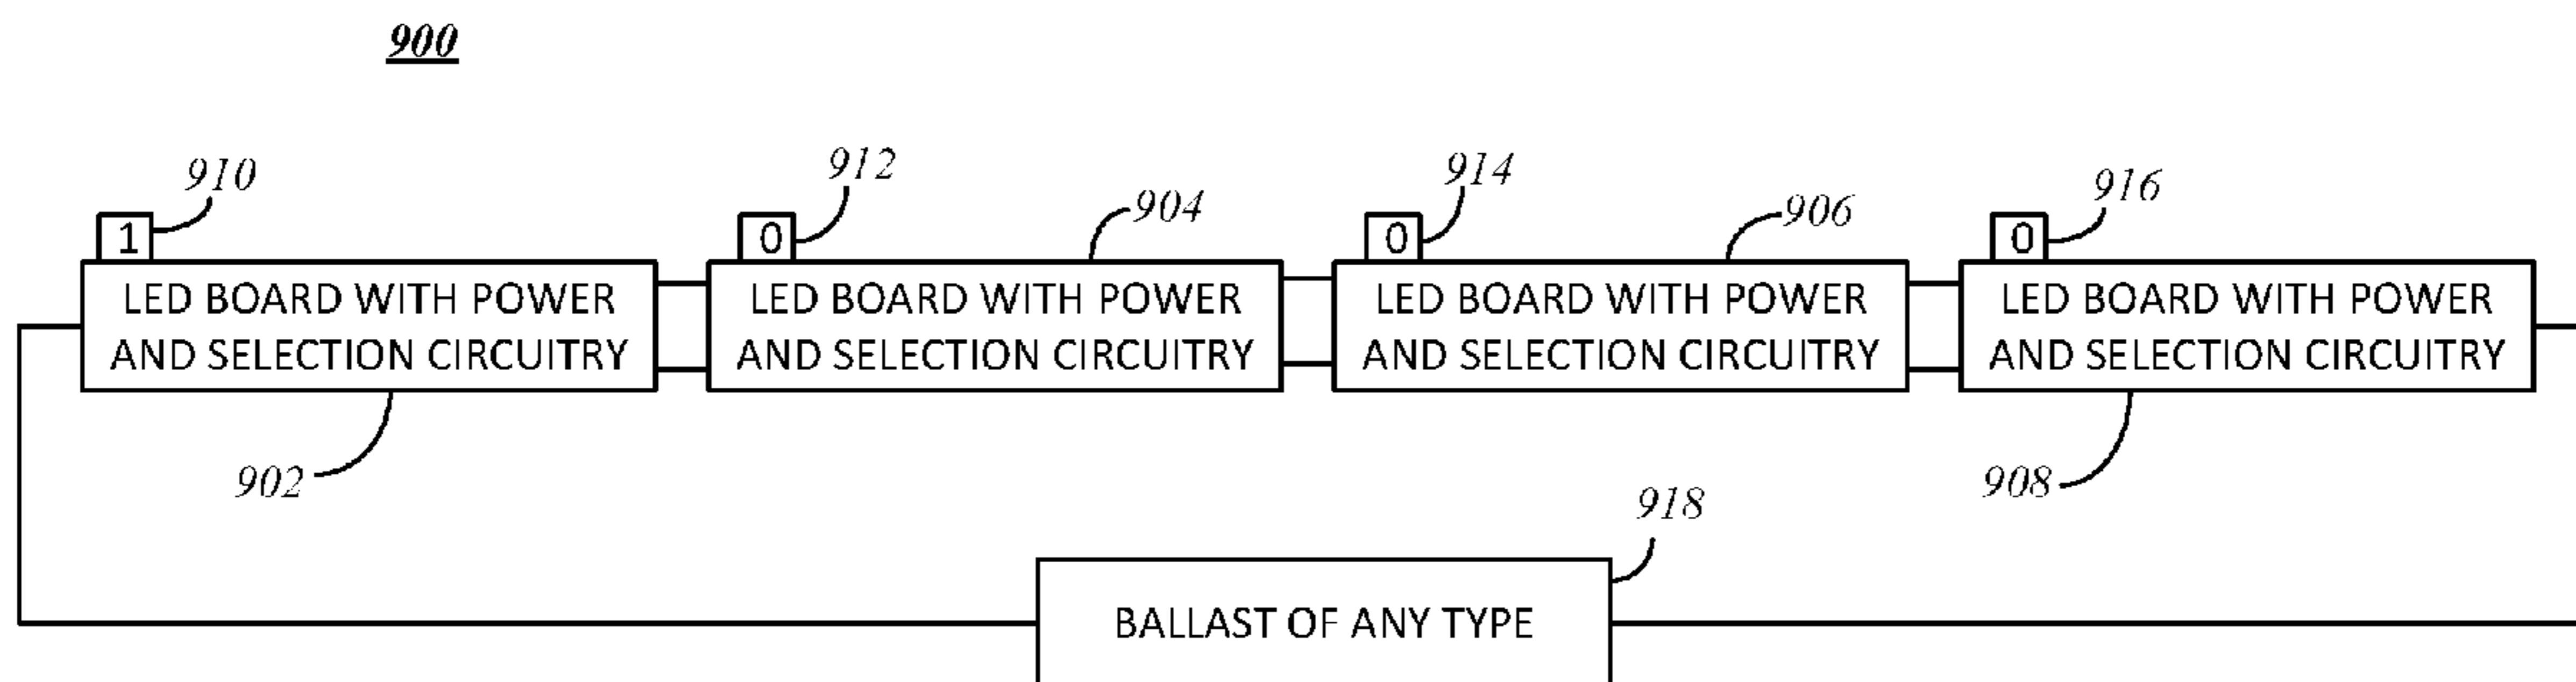 900
910
912
904
914
906
916
1
0
0
0
LED BOARD WITH POWER
AND SELECTION CIRCUITRY
LED BOARD WITH POWER
AND SELECTION CIRCUITRY
LED BOARD WITH POWER
AND SELECTION CIRCUITRY
LED BOARD WITH POWER
AND SELECTION CIRCUITRY
902
908
918
BALLAST OF ANY TYPE